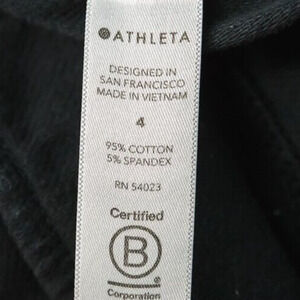 ATHLETA
DESIGNED IN
SAN FRANCISCO
MADE IN VIETNAM
4
95% COTTON
5% SPANDEX
RN 54023
Certified
B
Corporation